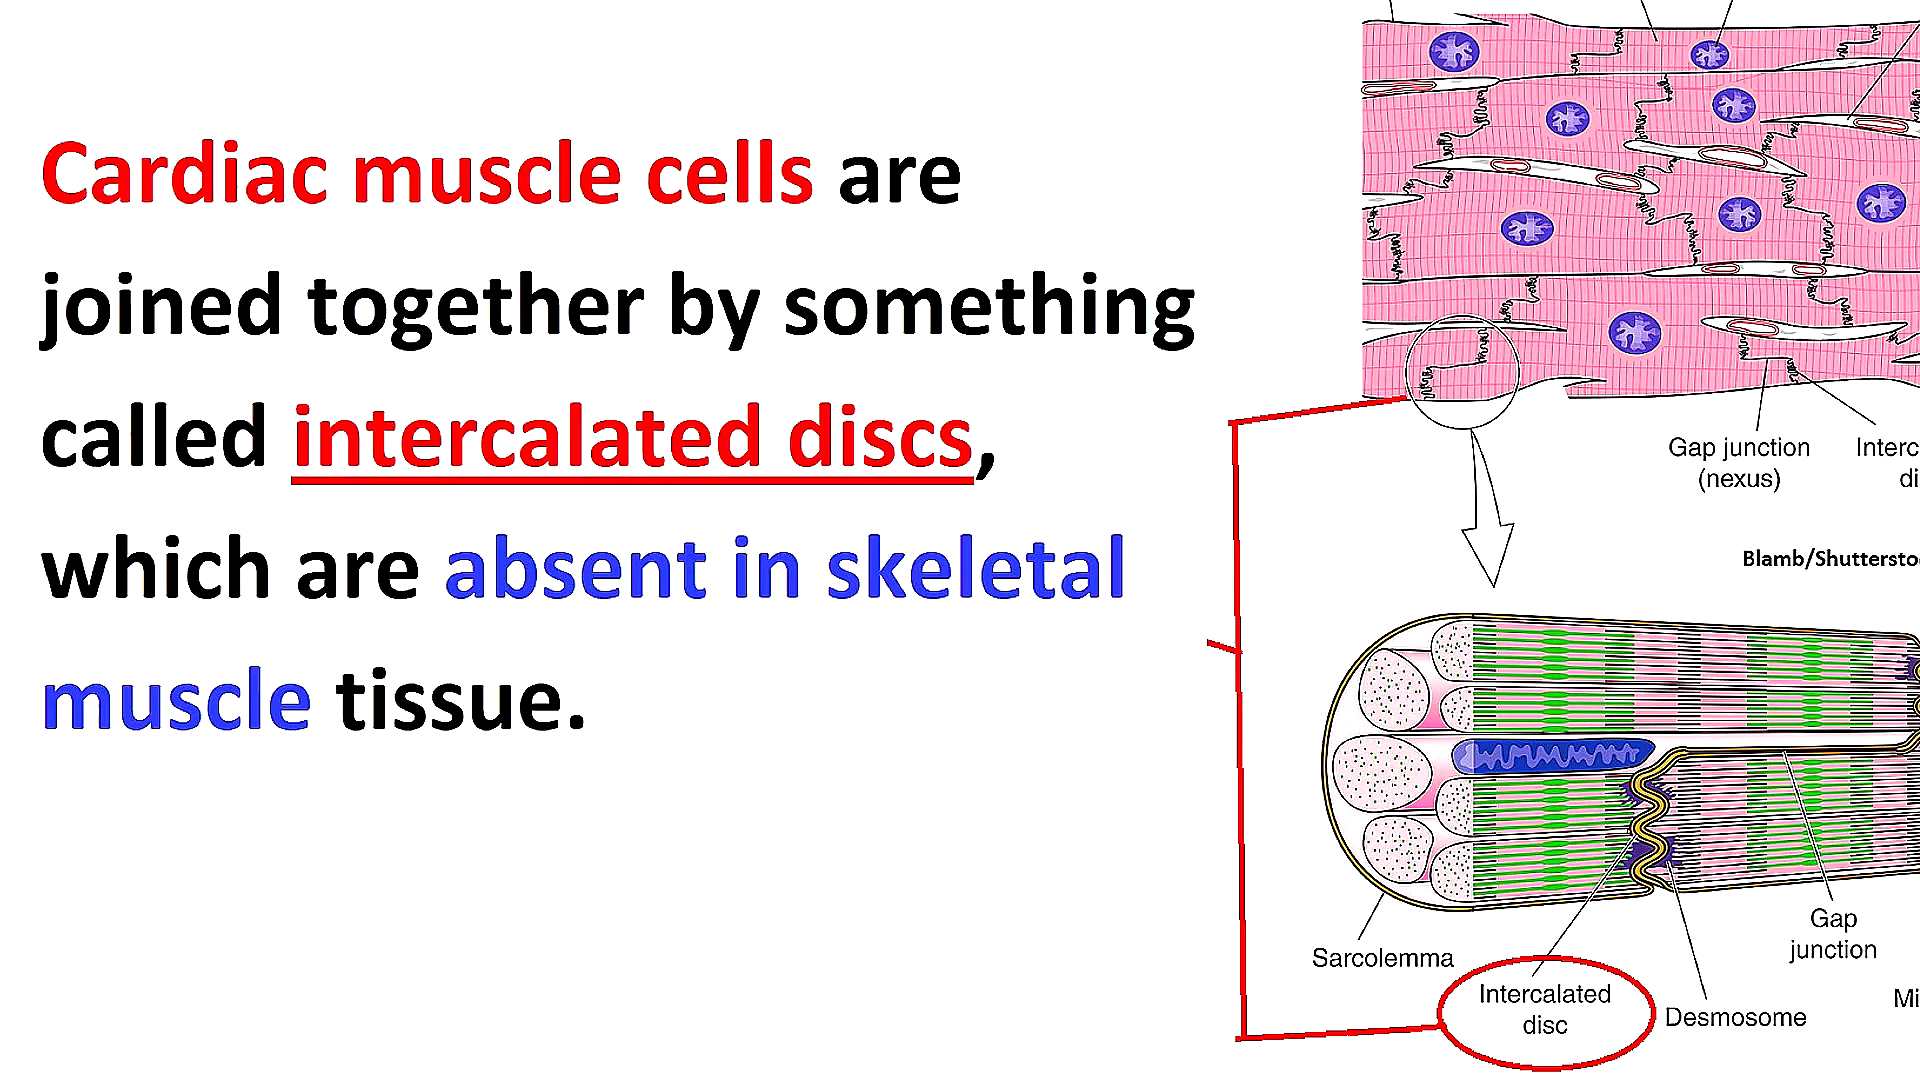 Cardiac muscle cells are
joined together by something
called intercalated discs,
which are absent in skeletal
muscle tissue.
Gap junction
(nexus)
Blamb/Shutterstoc
Sarcolemma
Intercalated
disc
Desmosome
Gap
junction